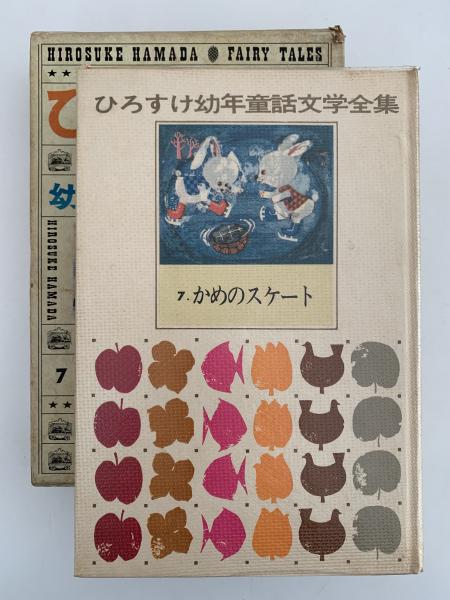 HIROSUKE HAMADA FAIRY TALES
ひ
幼
HIROSUKE HAMADA
7
ひろすけ幼年童話文学全集
7.かめのスケート